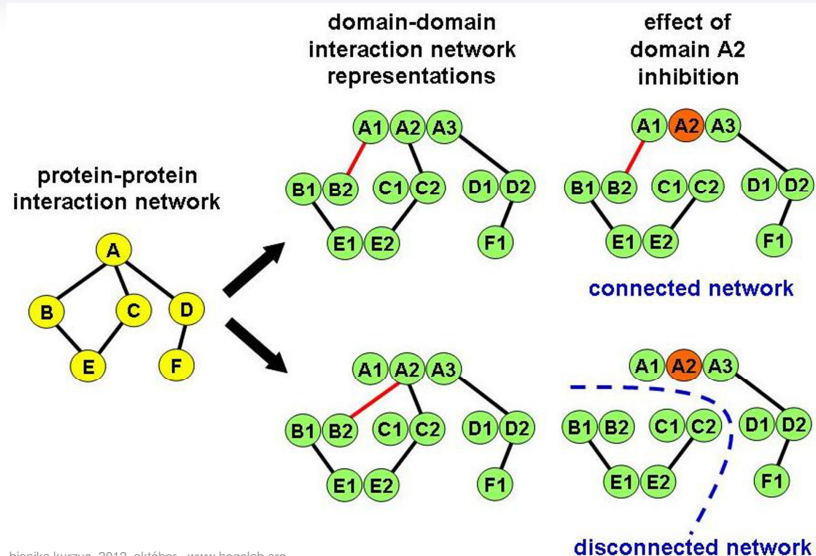 domain-domain
interaction network
representations
effect of
domain A2
inhibition
protein-protein
interaction network
A
B
C
D
E
F
A1 A2 A3
B1 B2 C1 C2 D1 D2
E1 E2 F1
A1 A2 A3
B1 B2 C1 C2 D1 D2
E1 E2 F1
connected network
A1 A2 A3
B1 B2 C1 C2 D1 D2
E1 E2 F1
A1 A2 A3
B1 B2 C1 C2 D1 D2
E1 E2 F1
disconnected network